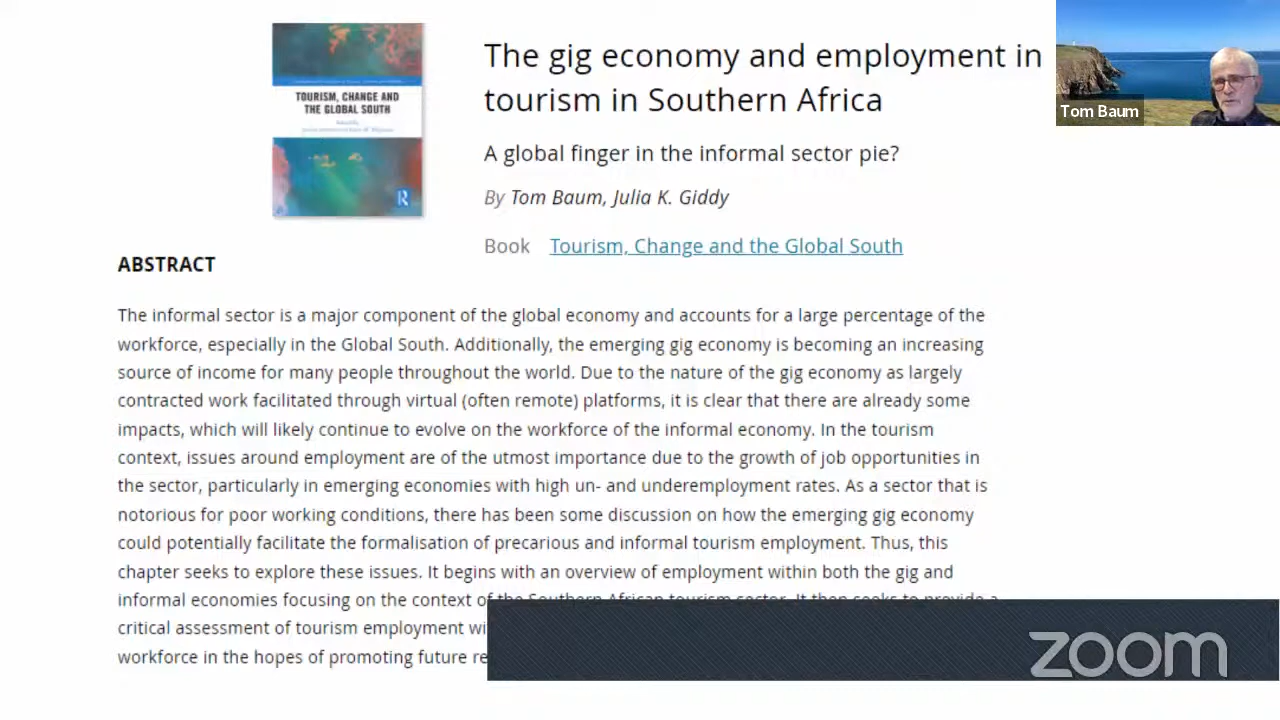 TOURISM, CHANGE AND
THE GLOBAL SOUTH
R
The gig economy and employment in
tourism in Southern Africa
A global finger in the informal sector pie?
By Tom Baum, Julia K. Giddy
Book Tourism, Change and the Global South
Tom Baum
ABSTRACT
The informal sector is a major component of the global economy and accounts for a large percentage of the
workforce, especially in the Global South. Additionally, the emerging gig economy is becoming an increasing
source of income for many people throughout the world. Due to the nature of the gig economy as largely
contracted work facilitated through virtual (often remote) platforms, it is clear that there are already some
impacts, which will likely continue to evolve on the workforce of the informal economy. In the tourism
context, issues around employment are of the utmost importance due to the growth of job opportunities in
the sector, particularly in emerging economies with high un- and underemployment rates. As a sector that is
notorious for poor working conditions, there has been some discussion on how the emerging gig economy
could potentially facilitate the formalisation of precarious and informal tourism employment. Thus, this
chapter seeks to explore these issues. It begins with an overview of employment within both the gig and
informal economies focusing on the context of the Southern African tourism sector. It then seeks to provide a
critical assessment of tourism employment
workforce in the hopes of promoting future
zoom